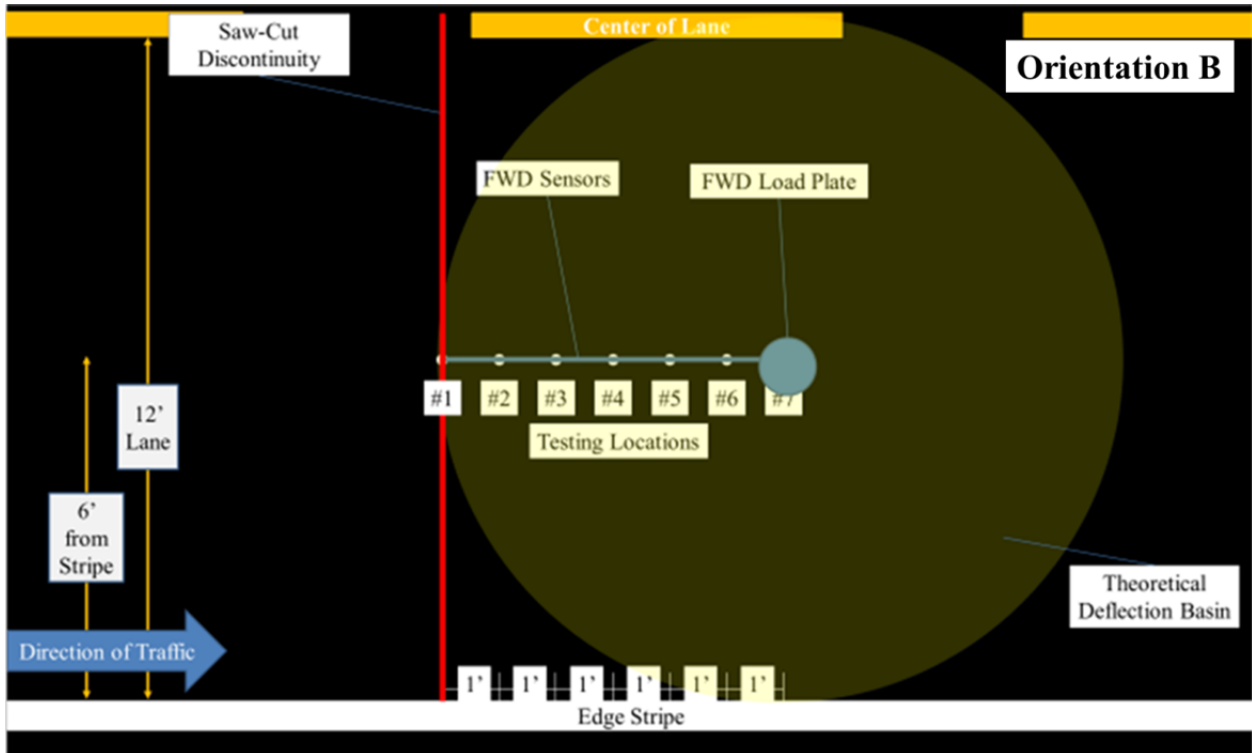 Center of Lane
Saw-Cut
Discontinuity
Orientation B
FWD Sensors
FWD Load Plate
#1
#2
#3
#4
#5
#6
#7
Testing Locations
12’
Lane
6’
from
Stripe
Theoretical
Deflection Basin
Direction of Traffic
1’
1’
1’
1’
1’
1’
Edge Stripe